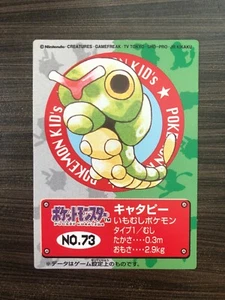 ©Nintendo・CREATURES・GAMEFREAK・TV TOKYO・SHO-PRO・JR KIKAKU
POKEMON KID's
POKEMON KID's
ポケットモンスター
POCKET MONSTERS
NO.73
キャタピー
いもむしポケモン
タイプ1／むし
たかさ‥‥0.3m
おもさ‥‥2.9kg
※データはゲーム設定上のものです。